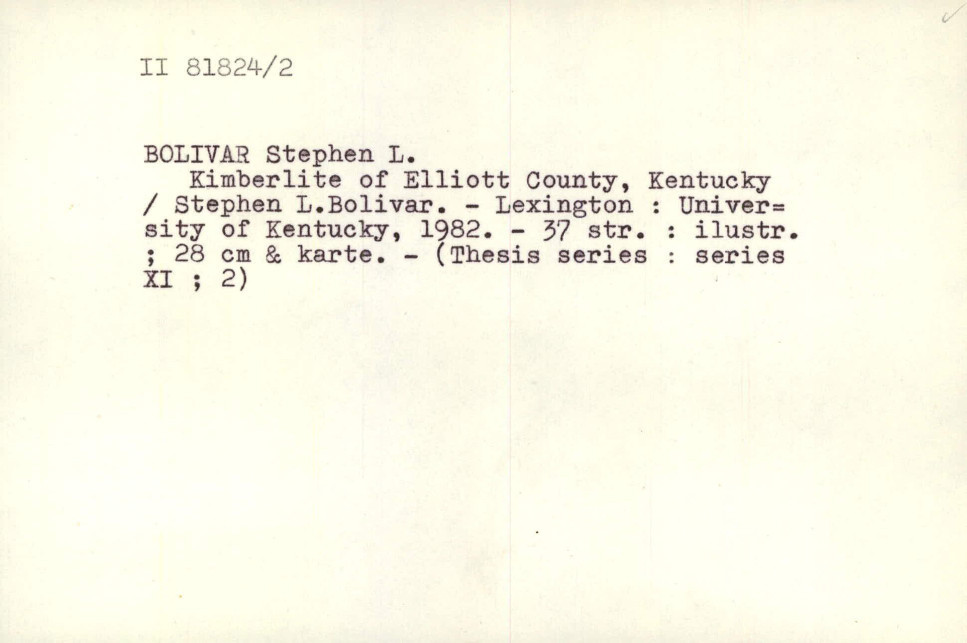 II 81824/2
BOLIVAR Stephen L.
Kimberlite of Elliott County, Kentucky
/ Stephen L.Bolivar. - Lexington : Univer=
sity of Kentucky, 1982. - 37 str. : ilustr.
; 28 cm & karte. - (Thesis series : series
XI ; 2)